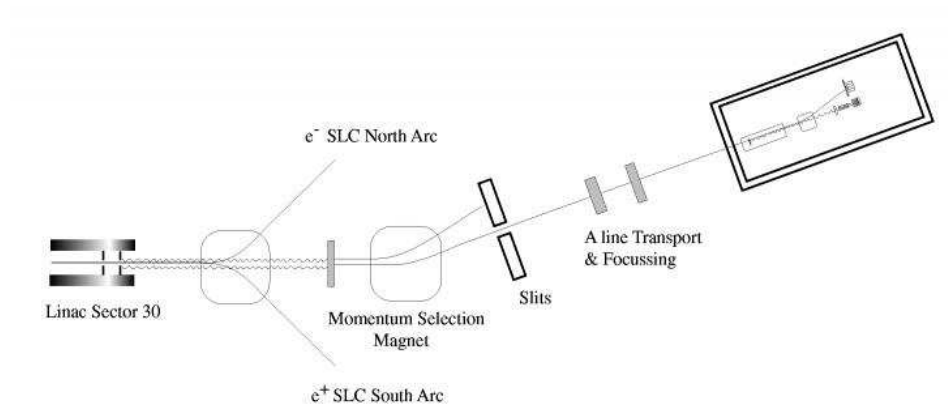 e⁻ SLC North Arc
A line Transport
& Focussing
Slits
Linac Sector 30
Momentum Selection
Magnet
e⁺ SLC South Arc